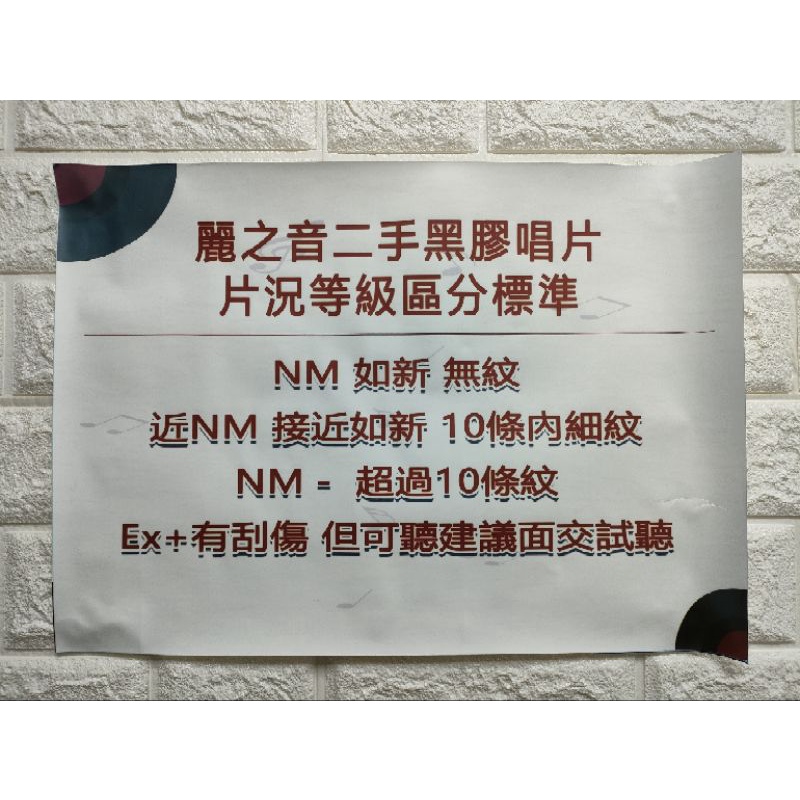 麗之音二手黑膠唱片
片況等級區分標準
NM 如新 無紋
近NM 接近如新 10條內細紋
NM - 超過10條紋
Ex+有刮傷 但可聽建議面交試聽